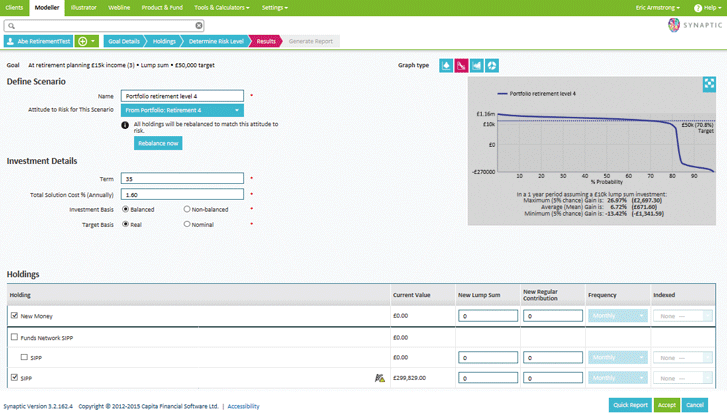 Clients Modeller Illustrator Webline Product & Fund Tools & Calculators Settings Eric Armstrong Help
SYNAPTIC
Abe RetirementTest Goal Details Holdings Determine Risk Level Results Generate Report
Goal At retirement planning £15k income (3) • Lump sum • £50,000 target
Graph type
Define Scenario
Name Portfolio retirement level 4 *
Attitude to Risk for This Scenario From Portfolio: Retirement 4
All holdings will be rebalanced to match this attitude to
risk.
Rebalance now
Investment Details
Term 35 *
Total Solution Cost % (Annually) 1.60 *
Investment Basis Balanced Non-balanced *
Target Basis Real Nominal *
Portfolio retirement level 4
£1.16m
£10k
£50k (70.8%)
Target
£0
-£270000
10 20 30 40 50 60 70 80 90
% Probability
In a 1 year period assuming a £10k lump sum investment:
Maximum (5% chance) Gain is: 26.97% (£2,697.30)
Average (Mean) Gain is: 6.72% (£671.60)
Minimum (5% chance) Gain is: -13.42% (-£1,341.59)
Holdings
Holding Current Value New Lump Sum New Regular Contribution Frequency Indexed
New Money £0.00 0 0 Monthly None ---
Funds Network SIPP £0.00
SIPP £0.00 0 0 Monthly None ---
SIPP £299,829.00 0 0 Monthly None ---
Synaptic Version 3.2.162.4 Copyright © 2012-2015 Capita Financial Software Ltd. | Accessibility
Quick Report Accept Cancel